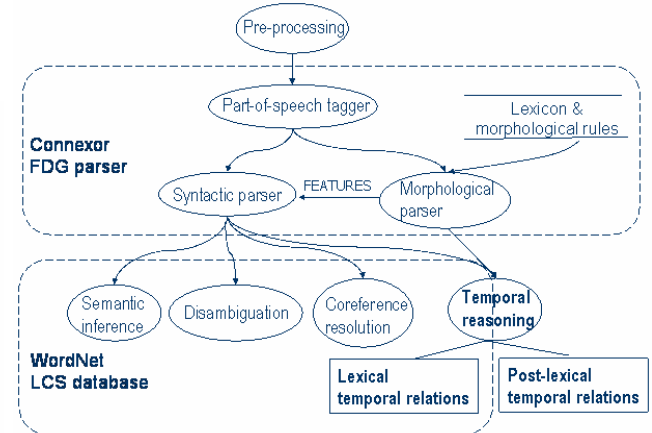 Pre-processing
Part-of-speech tagger
Lexicon &
morphological rules
Connexor
FDG parser
Syntactic parser
FEATURES
Morphological
parser
Semantic
inference
Disambiguation
Coreference
resolution
Temporal
reasoning
WordNet
LCS database
Lexical
temporal relations
Post-lexical
temporal relations